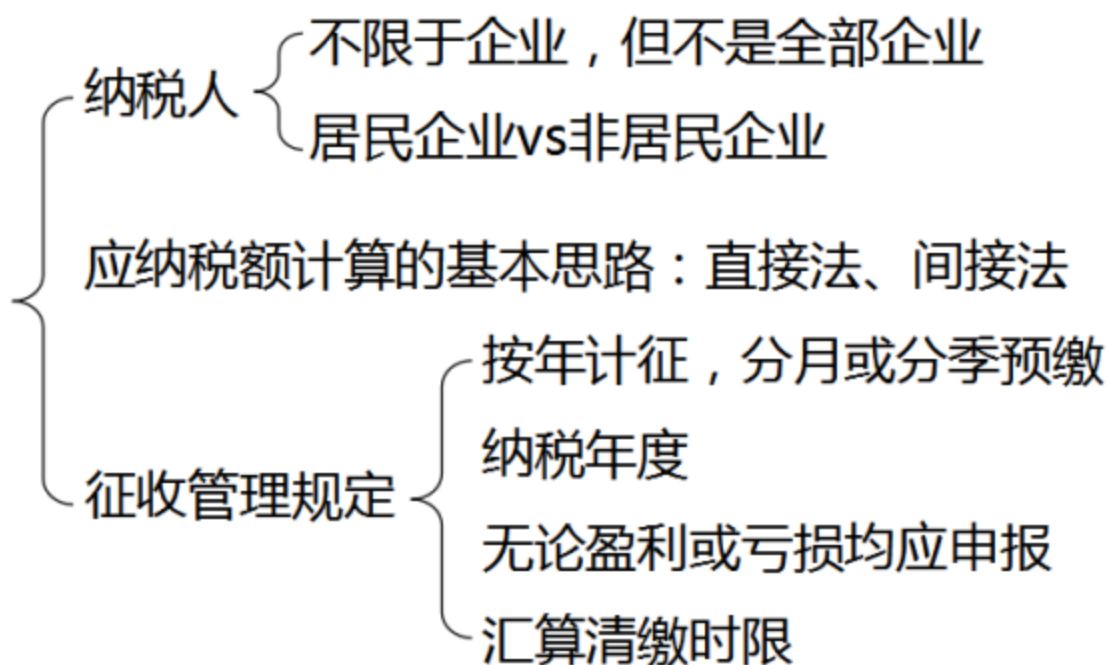 不限于企业，但不是全部企业
纳税人
居民企业vs非居民企业
应纳税额计算的基本思路：直接法、间接法
按年计征，分月或分季预缴
纳税年度
征收管理规定
无论盈利或亏损均应申报
汇算清缴时限